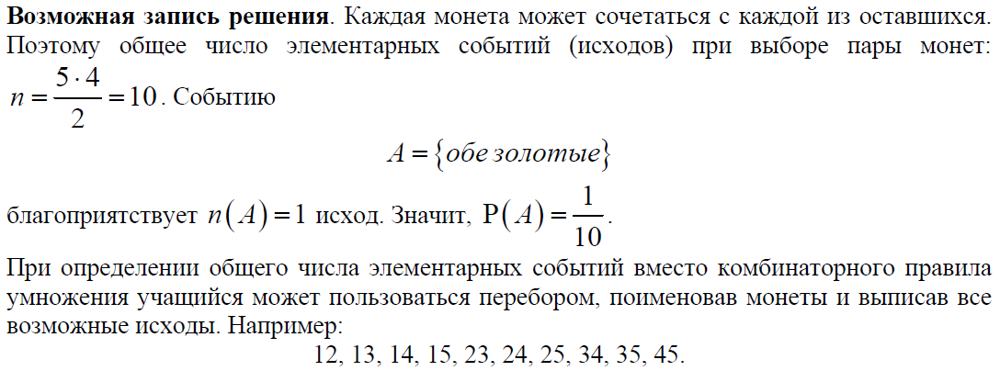 Возможная запись решения. Каждая монета может сочетаться с каждой из оставшихся.
Поэтому общее число элементарных событий (исходов) при выборе пары монет:
n = \frac{5 \cdot 4}{2} = 10. Событию
A = {обе золотые}
благоприятствует n(A) = 1 исход. Значит, P(A) = \frac{1}{10}.
При определении общего числа элементарных событий вместо комбинаторного правила
умножения учащийся может пользоваться перебором, поименовав монеты и выписав все
возможные исходы. Например:
12, 13, 14, 15, 23, 24, 25, 34, 35, 45.